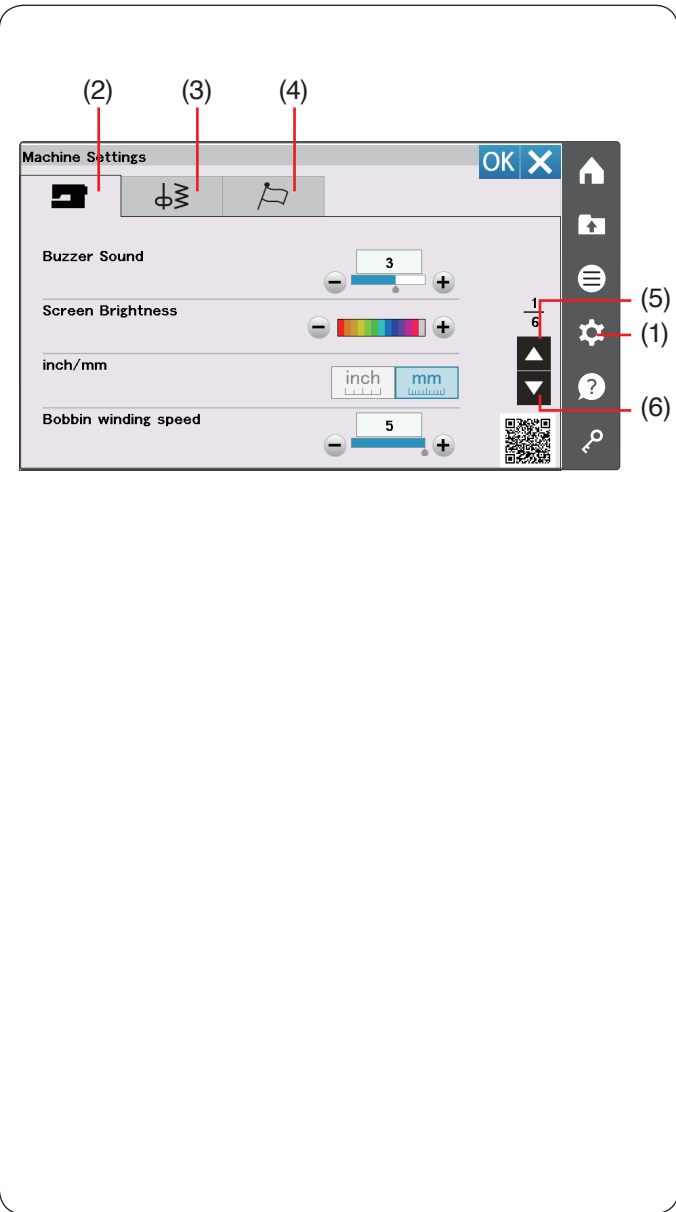 (2) (3) (4)
Machine Settings
OK
Buzzer Sound
3
Screen Brightness
1
6
(5)
(1)
inch/mm
inch
mm
?
(6)
Bobbin winding speed
5